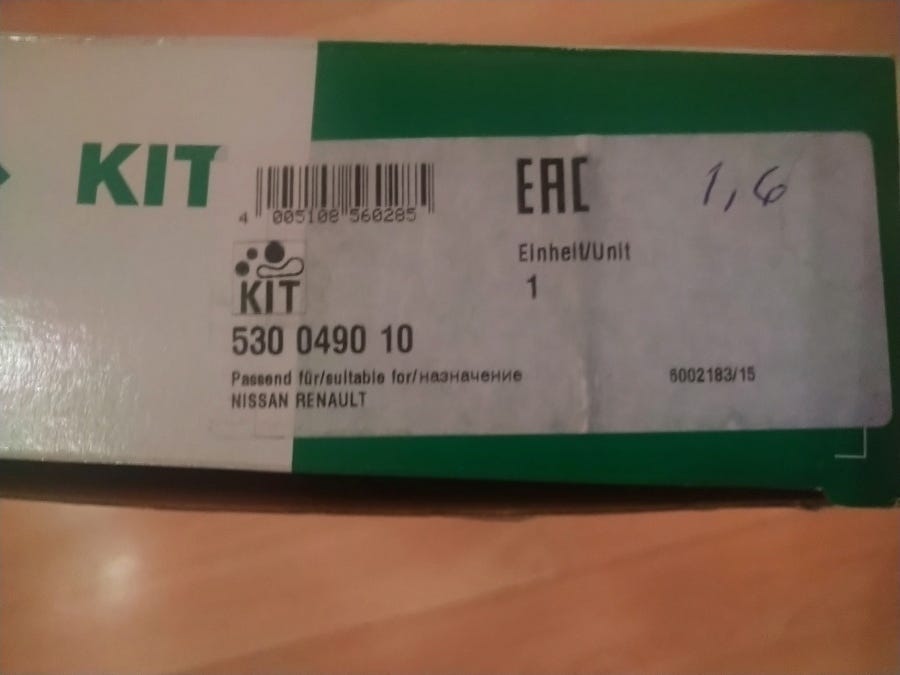 KIT
4 005108 560285
EAC
1,6
Einheit/Unit
1
KIT
530 0490 10
Passend für/suitable for/назначение
NISSAN RENAULT
6002183/15